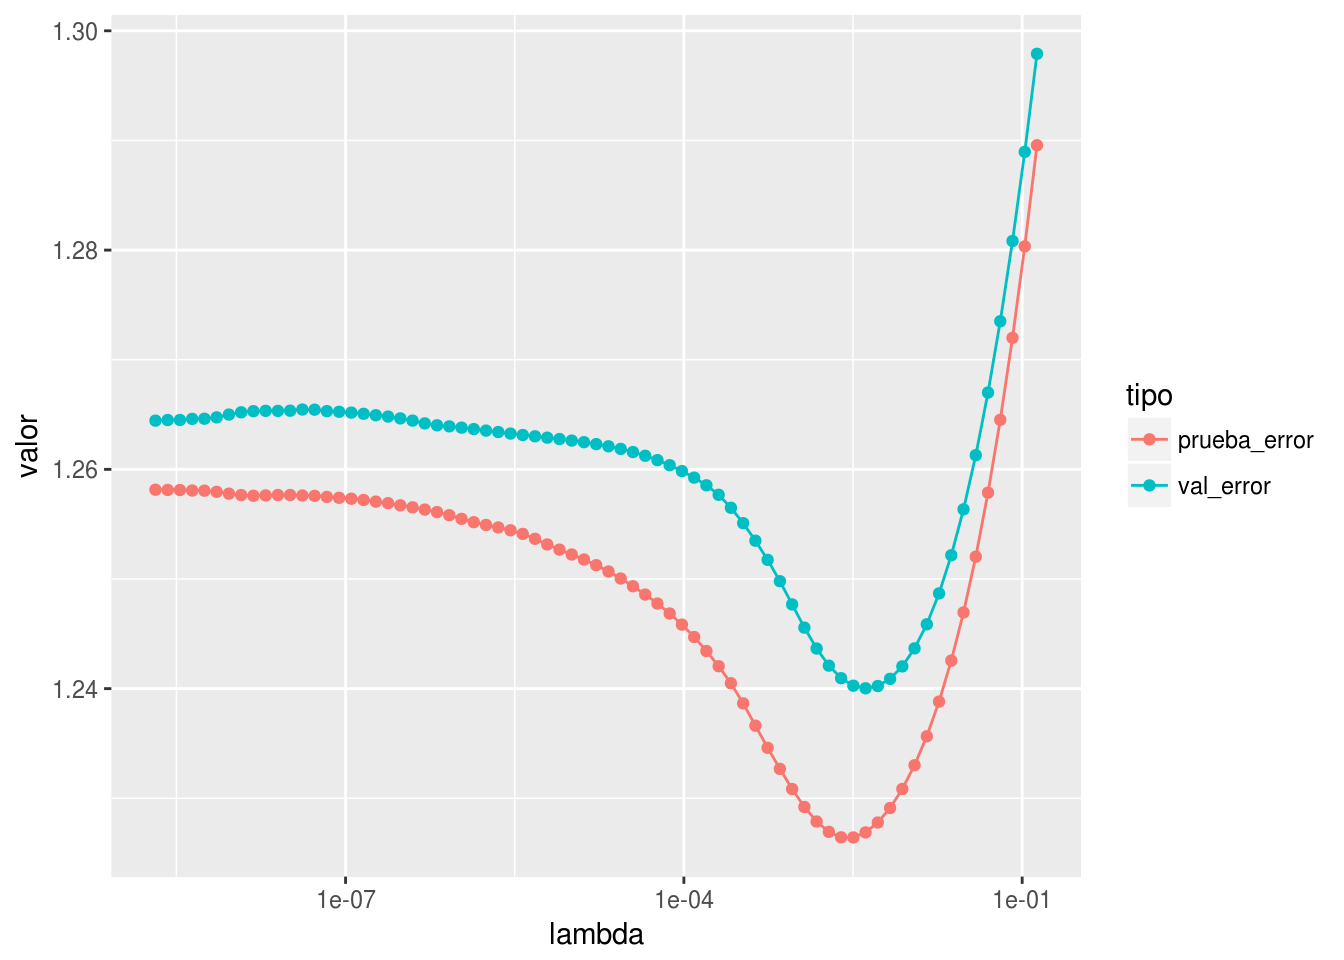 1.30
1.28
1.26
1.24
valor
1e-07
1e-04
1e-01
lambda
tipo
prueba_error
val_error